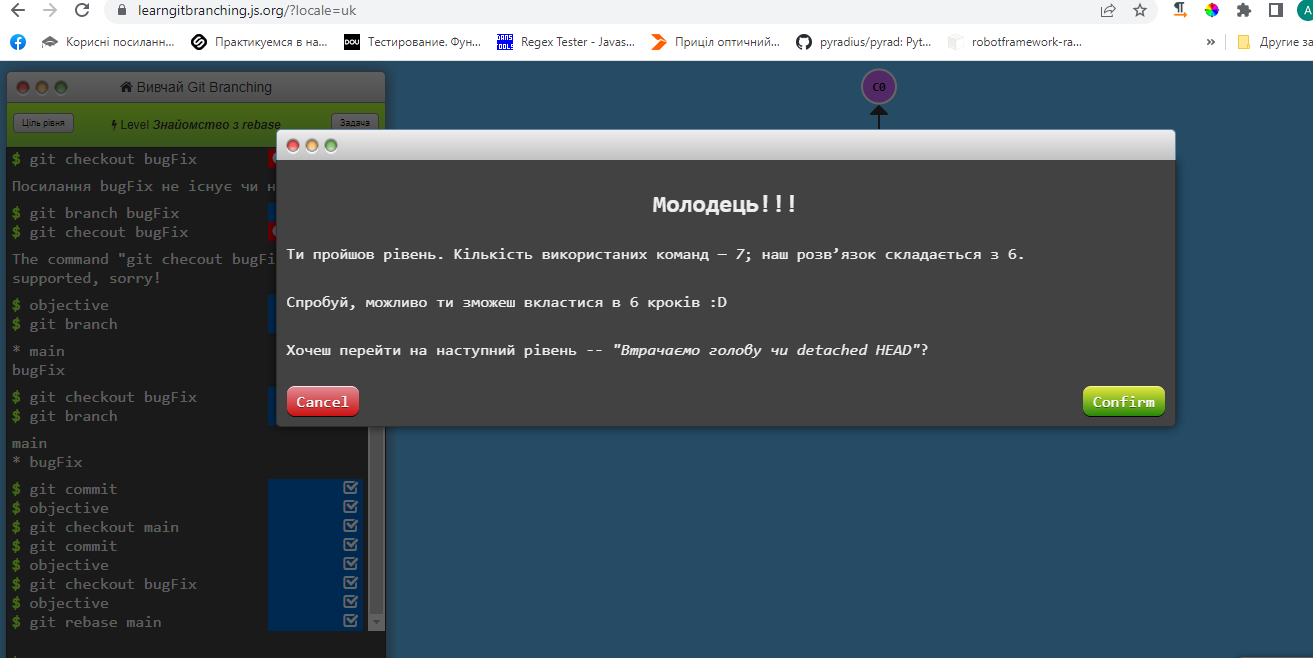 learngitbranching.js.org/?locale=uk
A
Корисні посиланн... Практикуемся в на... DOU Тестирование. Фун... DANS TOOLS Regex Tester - Javas... Приціл оптичний... pyradius/pyrad: Pyt... robotframework-ra... » Другие за
Вивчай Git Branching
C0
Ціль рівня Level Знайомство з rebase Задача
$ git checkout bugFix
Посилання bugFix не існує чи н
$ git branch bugFix
$ git checout bugFix
The command "git checout bugFi
supported, sorry!
$ objective
$ git branch
* main
bugFix
$ git checkout bugFix
$ git branch
main
* bugFix
$ git commit
$ objective
$ git checkout main
$ git commit
$ objective
$ git checkout bugFix
$ objective
$ git rebase main
Молодець!!!
Ти пройшов рівень. Кількість використаних команд — 7; наш розв’язок складається з 6.
Спробуй, можливо ти зможеш вкластися в 6 кроків :D
Хочеш перейти на наступний рівень -- "Втрачаємо голову чи detached HEAD"?
Cancel Confirm